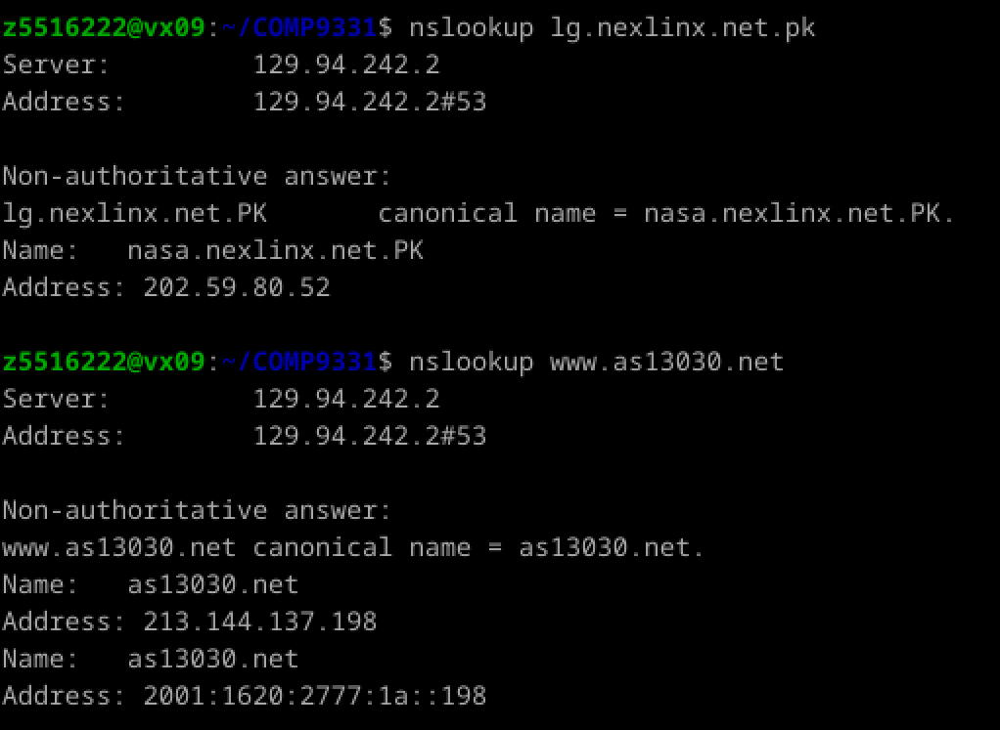 z5516222@vx09:~/COMP9331$ nslookup lg.nexlinx.net.pk
Server:         129.94.242.2
Address:        129.94.242.2#53
Non-authoritative answer:
lg.nexlinx.net.PK       canonical name = nasa.nexlinx.net.PK.
Name:   nasa.nexlinx.net.PK
Address: 202.59.80.52
z5516222@vx09:~/COMP9331$ nslookup www.as13030.net
Server:         129.94.242.2
Address:        129.94.242.2#53
Non-authoritative answer:
www.as13030.net canonical name = as13030.net.
Name:   as13030.net
Address: 213.144.137.198
Name:   as13030.net
Address: 2001:1620:2777:1a::198